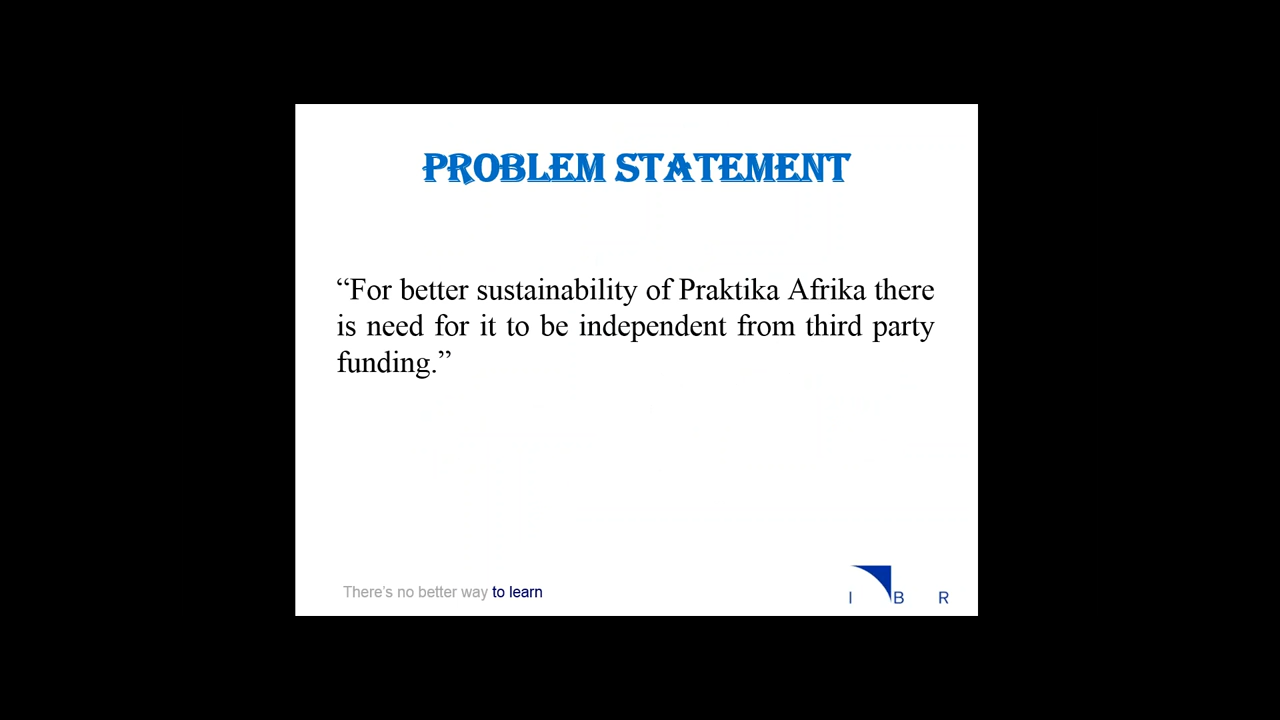 PROBLEM STATEMENT
“For better sustainability of Praktika Afrika there
is need for it to be independent from third party
funding.”
There's no better way to learn
I B R